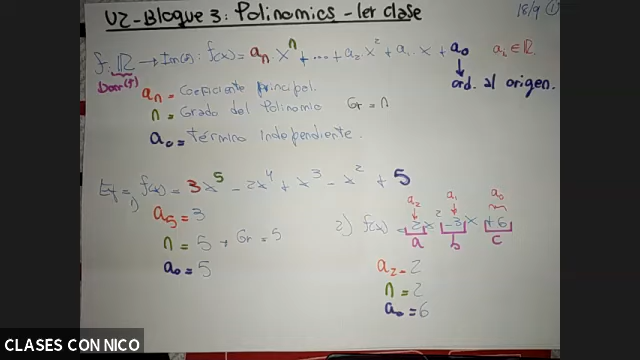 U2-Bloque 3: Polinomics - 1er clase
18/9 ①
f: ℝ → Im(f): f(x) = aₙ xⁿ + ... + a₂ x² + a₁ x + a₀ aᵢ ∈ ℝ
Dom(f)
ord. al origen.
aₙ = Coeficiente principal.
n = Grado del Polinomio Gr = n
a₀ = Término independiente.
Ej = 1) f(x) = 3x⁵ - 2x⁴ + x³ - x² + 5
a₅ = 3
n = 5 → Gr = 5
a₀ = 5
a₂ a₁ a₀
2) f(x) = 2x² -3x +6
a b c
a₂ = 2
n = 2
a₀ = 6
CLASES CON NICO